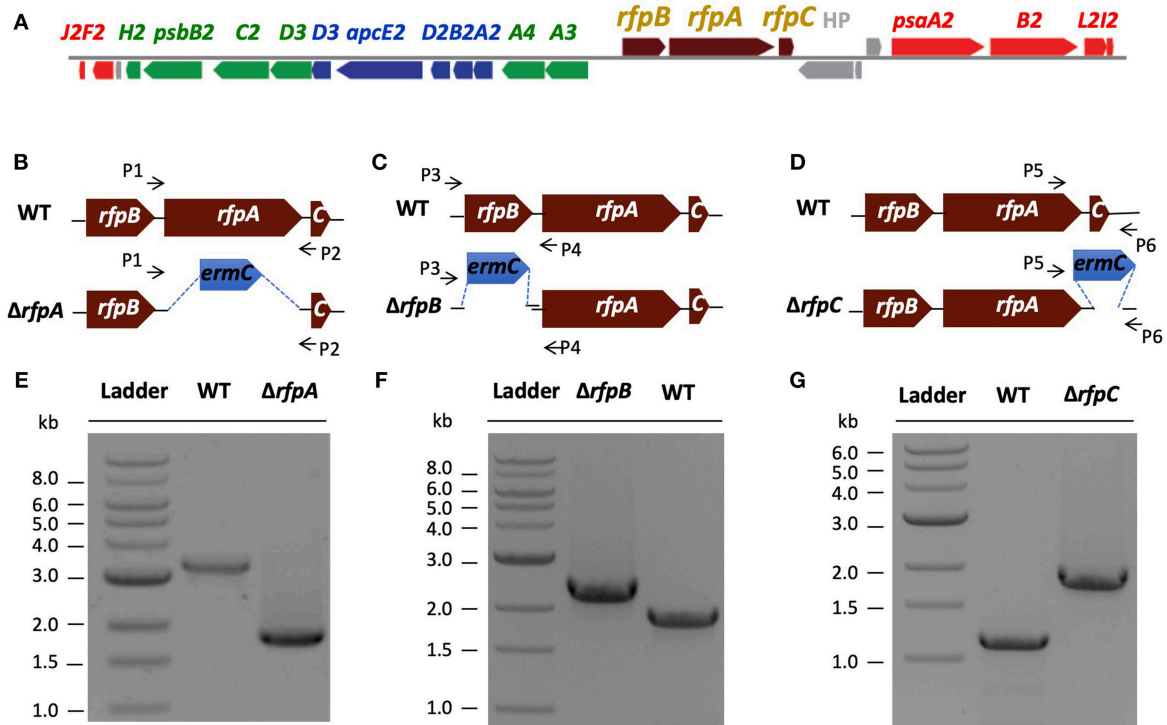 A
J2F2 H2 psbB2 C2 D3 D3 apcE2 D2B2A2 A4 A3 rfpB rfpA rfpC HP psaA2 B2 L2I2
B
P1
WT rfpB rfpA C
P2
P1
ermC
ΔrfpA rfpB C
P2
C
P3
WT rfpB rfpA C
P4
P3
ermC
ΔrfpB rfpA C
P4
D
P5
WT rfpB rfpA C
P6
P5
ermC
ΔrfpC rfpB rfpA
P6
E
Ladder WT ΔrfpA
kb
8.0
6.0
5.0
4.0
3.0
2.0
1.5
1.0
F
Ladder ΔrfpB WT
kb
8.0
6.0
5.0
4.0
3.0
2.0
1.5
1.0
G
Ladder WT ΔrfpC
kb
6.0
5.0
4.0
3.0
2.0
1.5
1.0